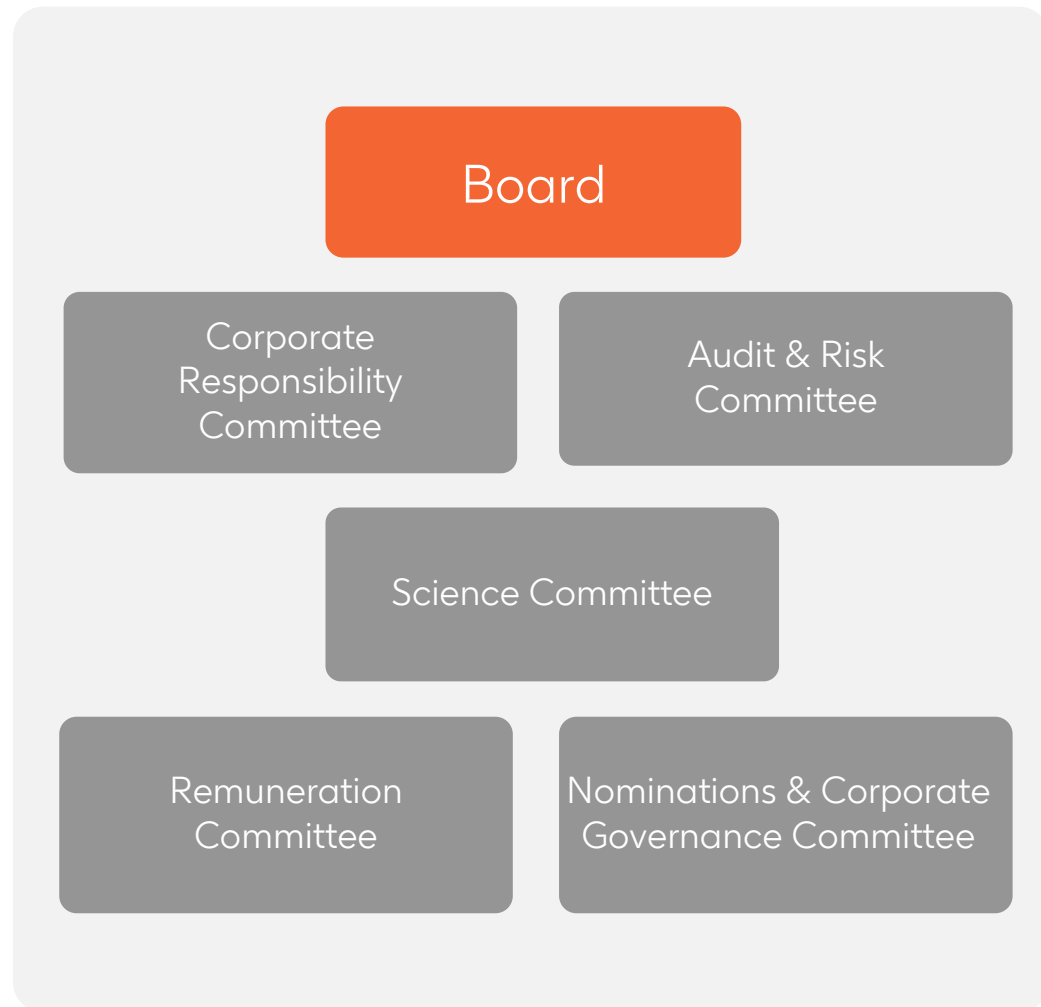 Board
Corporate
Responsibility
Committee
Audit & Risk
Committee
Science Committee
Remuneration
Committee
Nominations & Corporate
Governance Committee